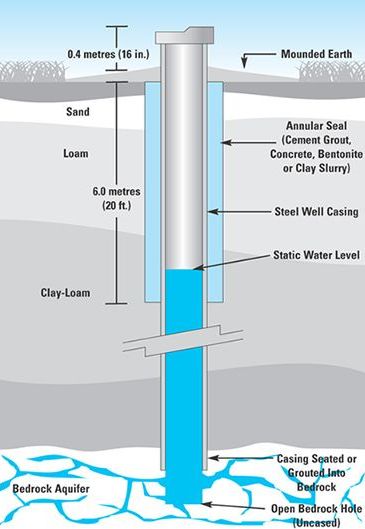 0.4 metres (16 in.)
Mounded Earth
Sand
Annular Seal
(Cement Grout,
Concrete, Bentonite
or Clay Slurry)
Loam
6.0 metres
(20 ft.)
Steel Well Casing
Static Water Level
Clay-Loam
Casing Seated or
Grouted Into
Bedrock
Bedrock Aquifer
Open Bedrock Hole
(Uncased)